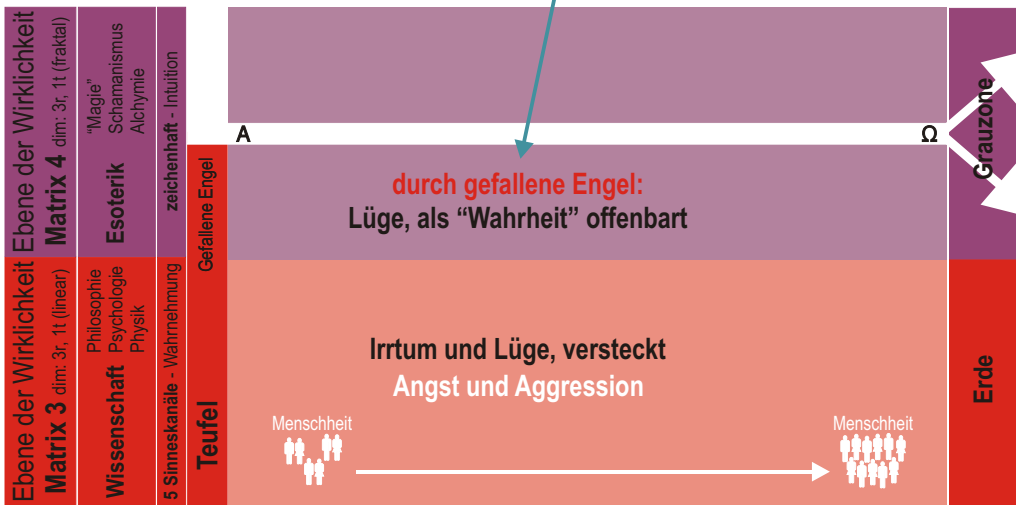 Ebene der Wirklichkeit
Matrix 4 dim: 3r, 1t (fraktal)
"Magie"
Schamanismus
Alchymie
Esoterik
zeichenhaft - Intuition
Gefallene Engel
A
Ω
Grauzone
durch gefallene Engel:
Lüge, als “Wahrheit” offenbart
Ebene der Wirklichkeit
Matrix 3 dim: 3r, 1t (linear)
Philosophie
Psychologie
Physik
Wissenschaft
5 Sinneskanäle - Wahrnehmung
Teufel
Irrtum und Lüge, versteckt
Angst und Aggression
Menschheit
Menschheit
Erde